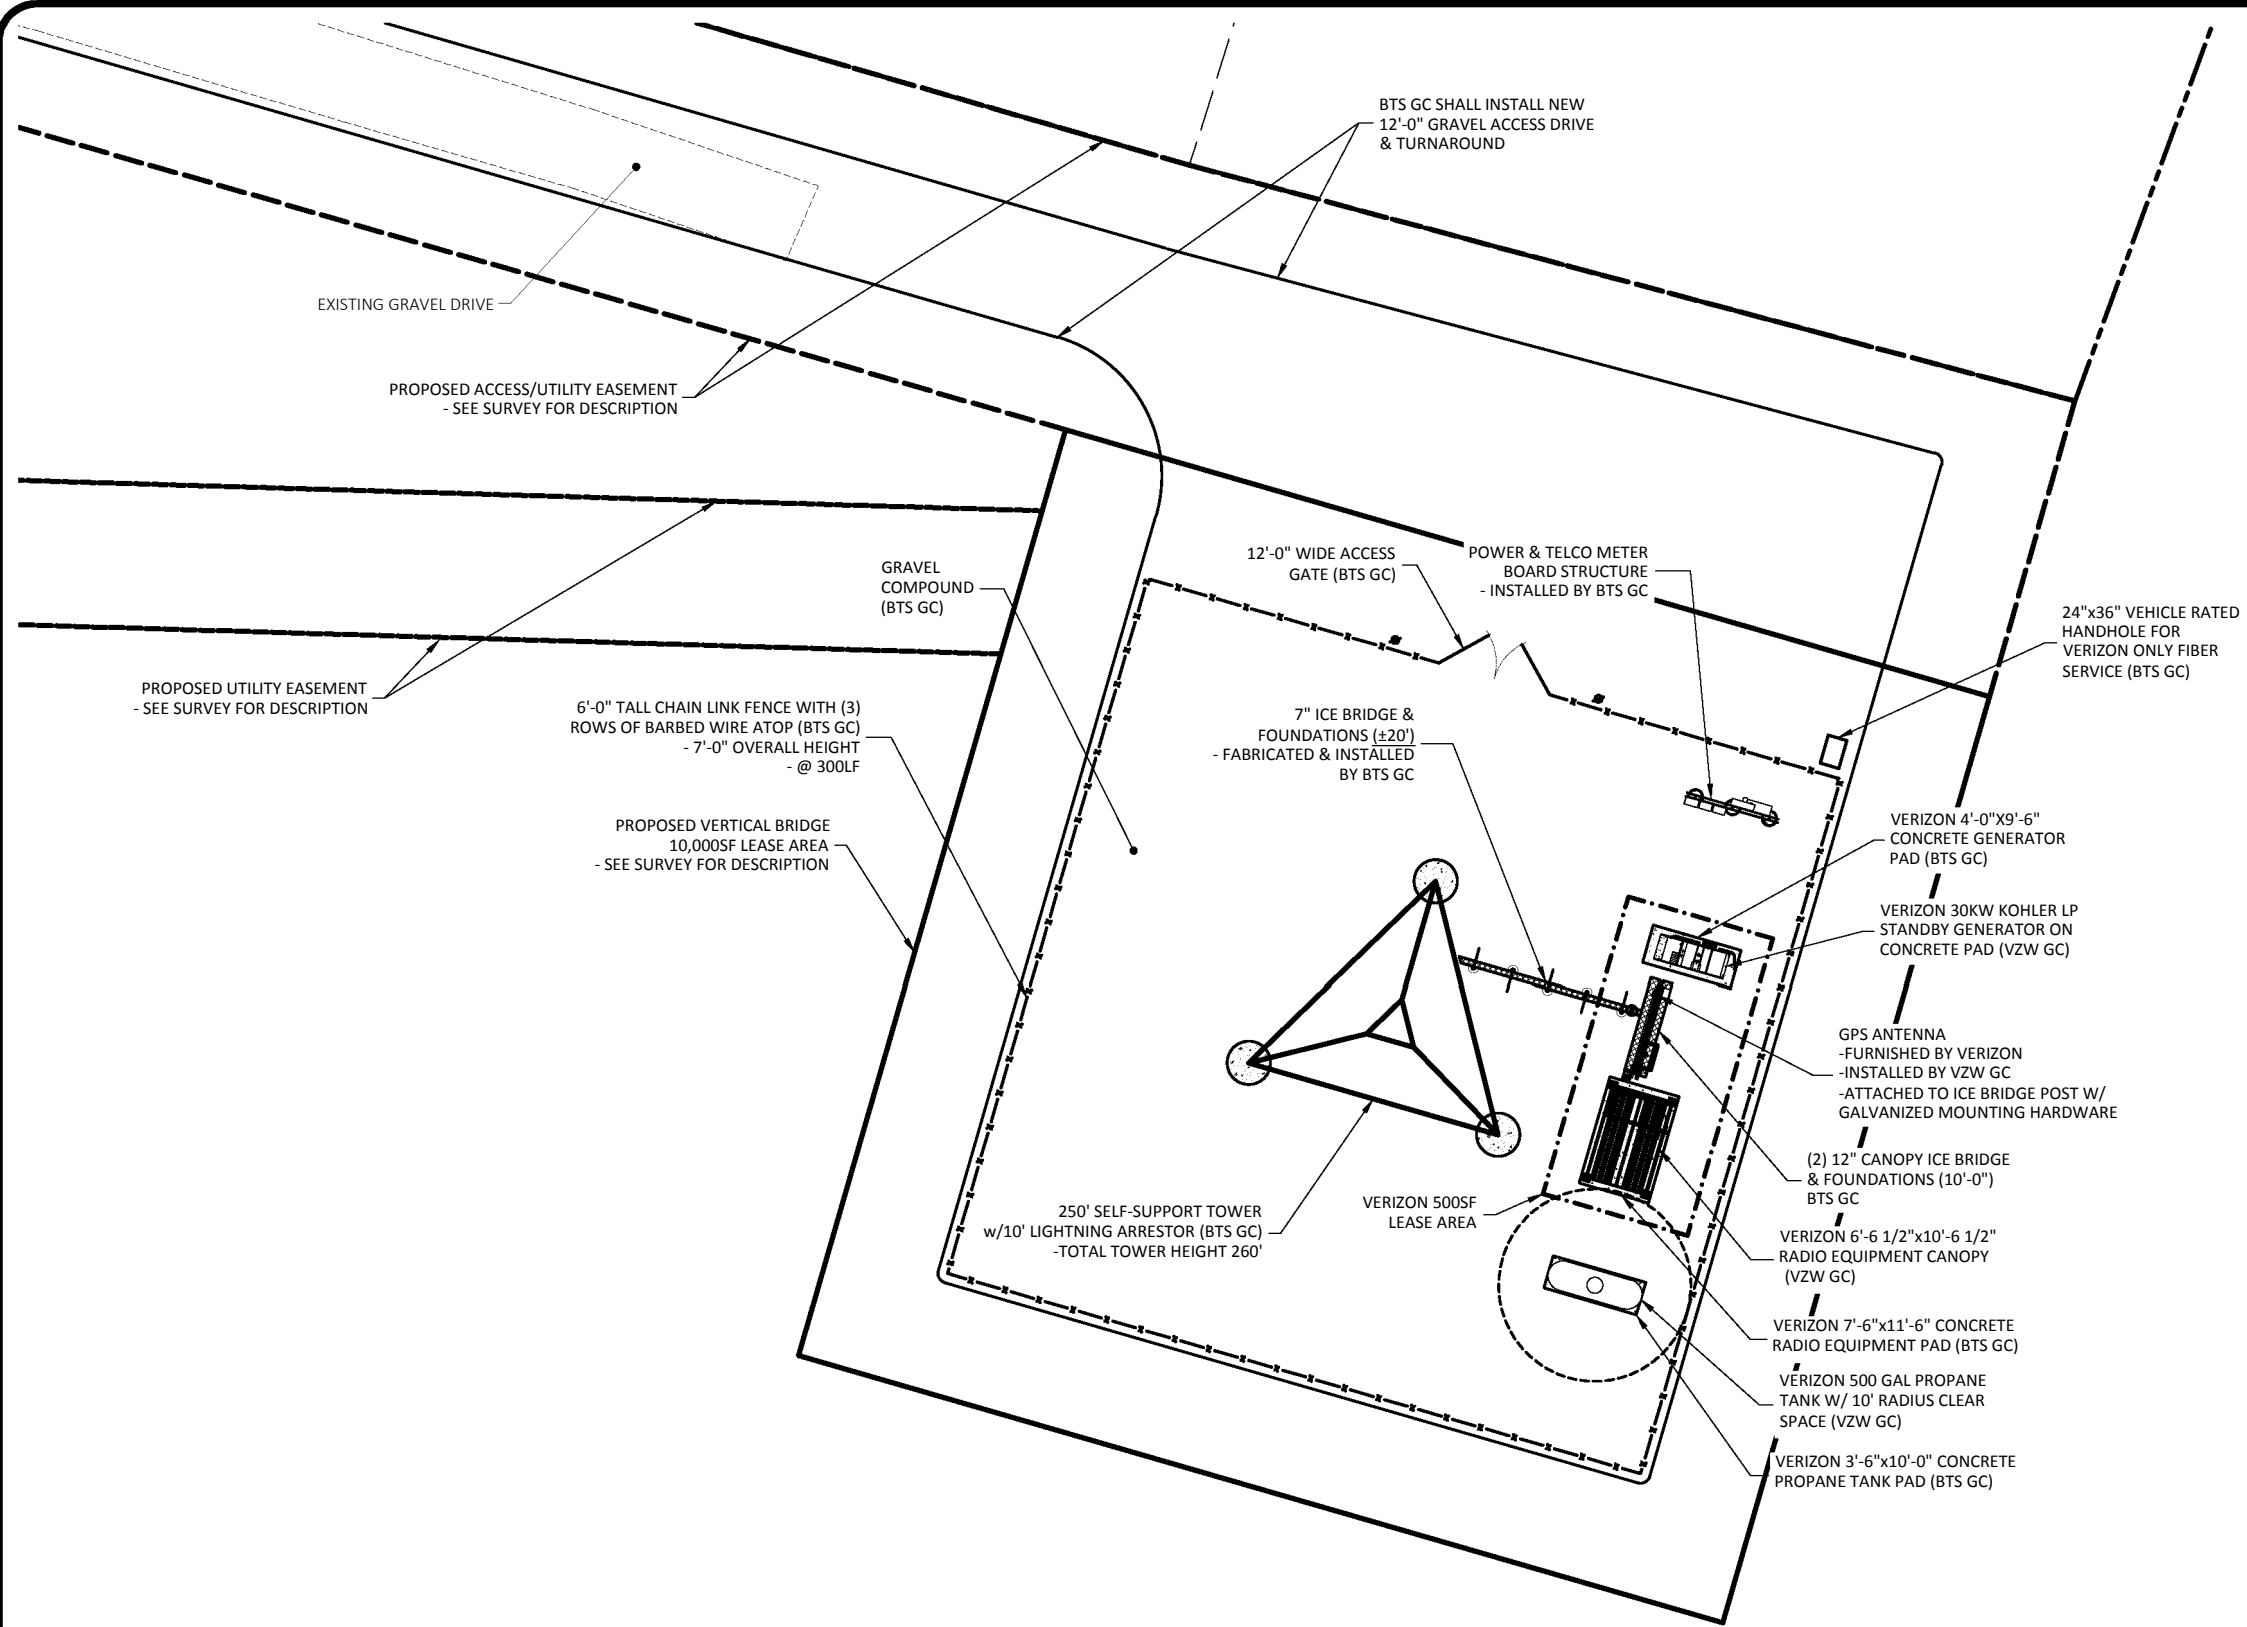 BTS GC SHALL INSTALL NEW
12'-0" GRAVEL ACCESS DRIVE
& TURNAROUND
EXISTING GRAVEL DRIVE
PROPOSED ACCESS/UTILITY EASEMENT
- SEE SURVEY FOR DESCRIPTION
12'-0" WIDE ACCESS
GATE (BTS GC)
POWER & TELCO METER
BOARD STRUCTURE
- INSTALLED BY BTS GC
GRAVEL
COMPOUND
(BTS GC)
24"x36" VEHICLE RATED
HANDHOLE FOR
VERIZON ONLY FIBER
SERVICE (BTS GC)
PROPOSED UTILITY EASEMENT
- SEE SURVEY FOR DESCRIPTION
6'-0" TALL CHAIN LINK FENCE WITH (3)
ROWS OF BARBED WIRE ATOP (BTS GC)
- 7'-0" OVERALL HEIGHT
- @ 300LF
7" ICE BRIDGE &
FOUNDATIONS (±20')
- FABRICATED & INSTALLED
BY BTS GC
PROPOSED VERTICAL BRIDGE
10,000SF LEASE AREA
- SEE SURVEY FOR DESCRIPTION
VERIZON 4'-0"X9'-6"
CONCRETE GENERATOR
PAD (BTS GC)
VERIZON 30KW KOHLER LP
STANDBY GENERATOR ON
CONCRETE PAD (VZW GC)
GPS ANTENNA
-FURNISHED BY VERIZON
-INSTALLED BY VZW GC
-ATTACHED TO ICE BRIDGE POST W/
GALVANIZED MOUNTING HARDWARE
(2) 12" CANOPY ICE BRIDGE
& FOUNDATIONS (10'-0")
BTS GC
250' SELF-SUPPORT TOWER
w/10' LIGHTNING ARRESTOR (BTS GC)
-TOTAL TOWER HEIGHT 260'
VERIZON 500SF
LEASE AREA
VERIZON 6'-6 1/2"x10'-6 1/2"
RADIO EQUIPMENT CANOPY
(VZW GC)
VERIZON 7'-6"x11'-6" CONCRETE
RADIO EQUIPMENT PAD (BTS GC)
VERIZON 500 GAL PROPANE
TANK W/ 10' RADIUS CLEAR
SPACE (VZW GC)
VERIZON 3'-6"x10'-0" CONCRETE
PROPANE TANK PAD (BTS GC)